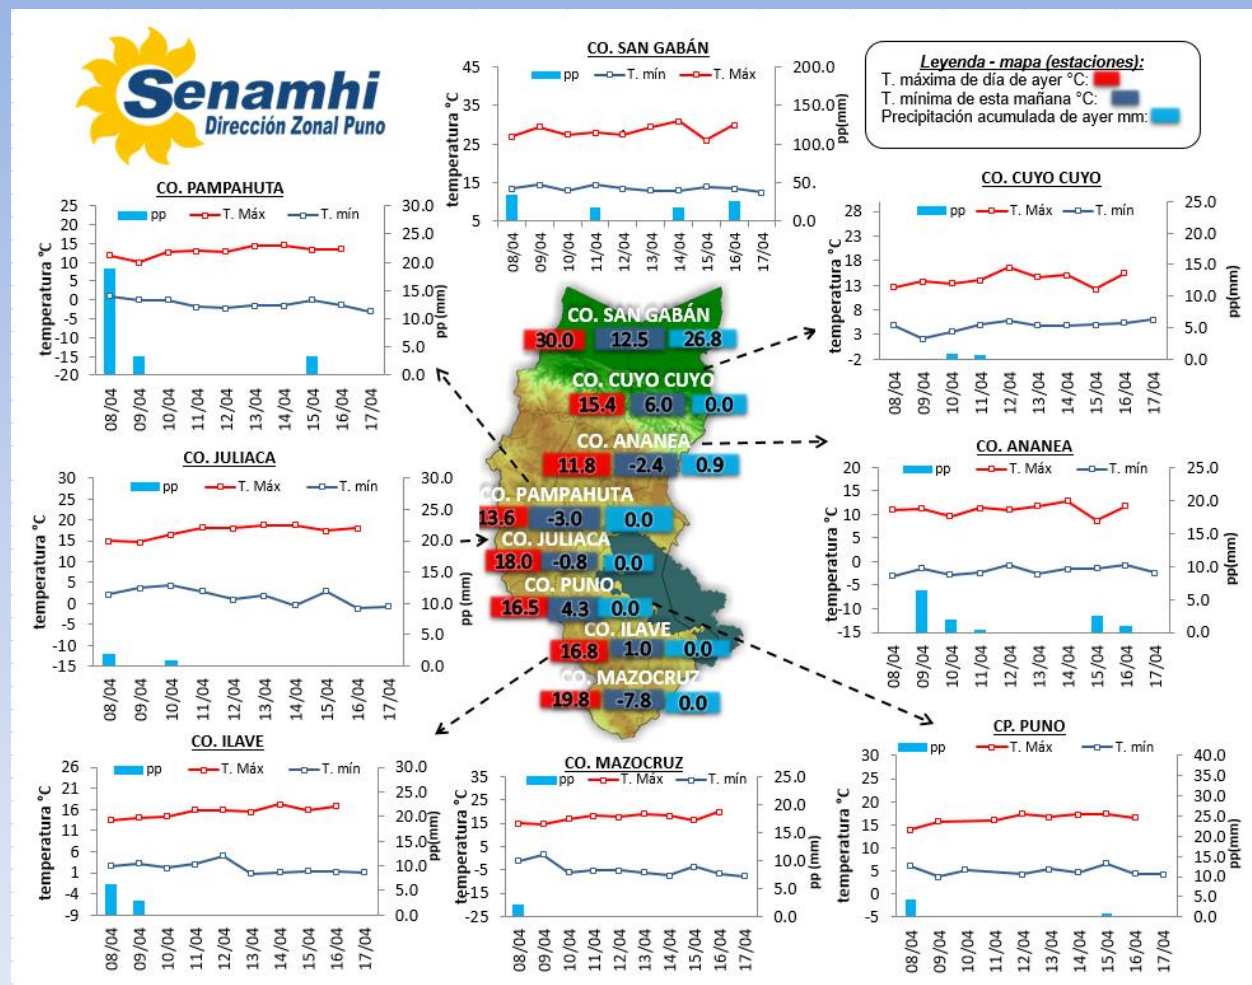 Senamhi
Dirección Zonal Puno
CO. SAN GABÁN
pp T. mín T. Máx
temperatura °C
45
35
25
15
5
200.0
150.0
100.0
50.
0.0
pp(mm)
08/04 09/04 10/04 11/04 12/04 13/04 14/04 15/04 16/04 17/04
Leyenda - mapa (estaciones):
T. máxima de día de ayer °C:
T. mínima de esta mañana °C:
Precipitación acumulada de ayer mm:
CO. PAMPAHUTA
pp T. Máx T. mín
temperatura °C
25
20
15
10
5
0
-5
-10
-15
-20
30.0
25.0
20.0
15.0
10.0
5.0
0.0
pp (mm)
08/04 09/04 10/04 11/04 12/04 13/04 14/04 15/04 16/04 17/04
CO. CUYO CUYO
pp T. Máx T. mín
temperatura °C
28
23
18
13
8
3
-2
25.0
20.0
15.0
10.0
5.0
0.0
pp(mm)
08/04 09/04 10/04 11/04 12/04 13/04 14/04 15/04 16/04 17/04
CO. SAN GABÁN
30.0 12.5 26.8
CO. CUYO CUYO
15.4 6.0 0.0
CO. ANANEA
11.8 -2.4 0.9
CO. PAMPAHUTA
13.6 -3.0 0.0
CO. JULIACA
18.0 -0.8 0.0
CO. PUNO
16.5 4.3 0.0
CO. ILAVE
16.8 1.0 0.0
CO. MAZOCRUZ
19.8 -7.8 0.0
CO. JULIACA
pp T. Máx T. mín
temperatura °C
30
25
20
15
10
5
0
-5
-10
-15
30.0
25.0
20.0
15.0
10.0
5.0
0.0
pp (mm)
08/04 09/04 10/04 11/04 12/04 13/04 14/04 15/04 16/04 17/04
CO. ANANEA
pp T. Máx T. mín
temperatura °C
20
15
10
5
0
-5
-10
-15
25.0
20.0
15.0
10.0
5.0
0.0
pp(mm)
08/04 09/04 10/04 11/04 12/04 13/04 14/04 15/04 16/04 17/04
CO. ILAVE
pp T. Máx T. mín
temperatura °C
26
21
16
11
6
1
-4
-9
30.0
25.0
20.0
15.0
10.0
5.0
0.0
pp(mm)
08/04 09/04 10/04 11/04 12/04 13/04 14/04 15/04 16/04 17/04
CO. MAZOCRUZ
pp T. Máx T. mín
temperatura °C
35
25
15
5
-5
-15
-25
25.0
20.0
15.0
10.0
5.0
0.0
pp (mm)
08/04 09/04 10/04 11/04 12/04 13/04 14/04 15/04 16/04 17/04
CP. PUNO
pp T. Máx T. mín
temperatura °C
30
25
20
15
10
5
0
-5
40.0
35.0
30.0
25.0
20.0
15.0
10.0
5.0
0.0
pp(mm)
08/04 09/04 10/04 11/04 12/04 13/04 14/04 15/04 16/04 17/04